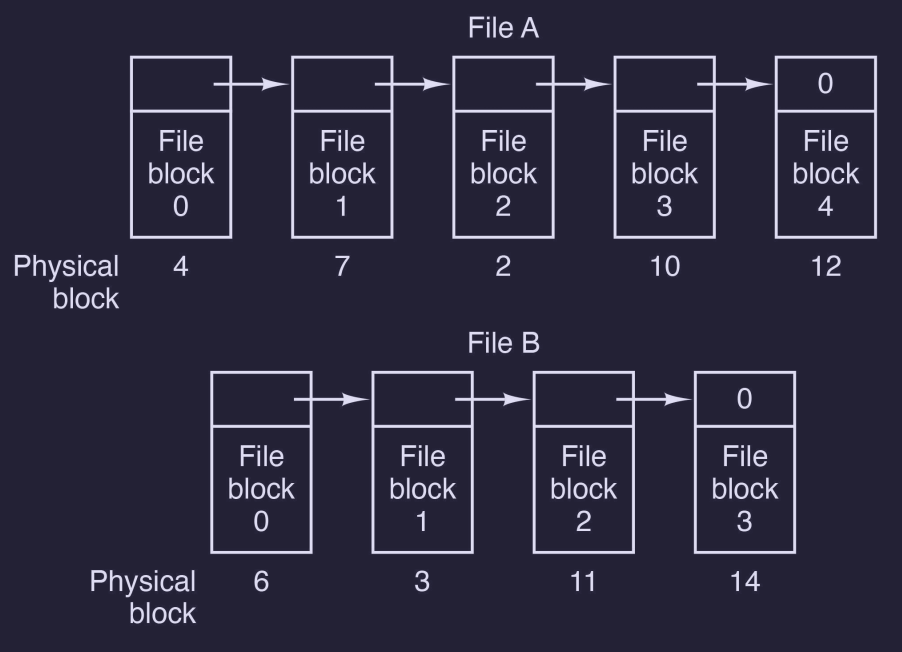 File A
0
File block 0
File block 1
File block 2
File block 3
File block 4
Physical block
4 7 2 10 12
File B
0
File block 0
File block 1
File block 2
File block 3
Physical block
6 3 11 14